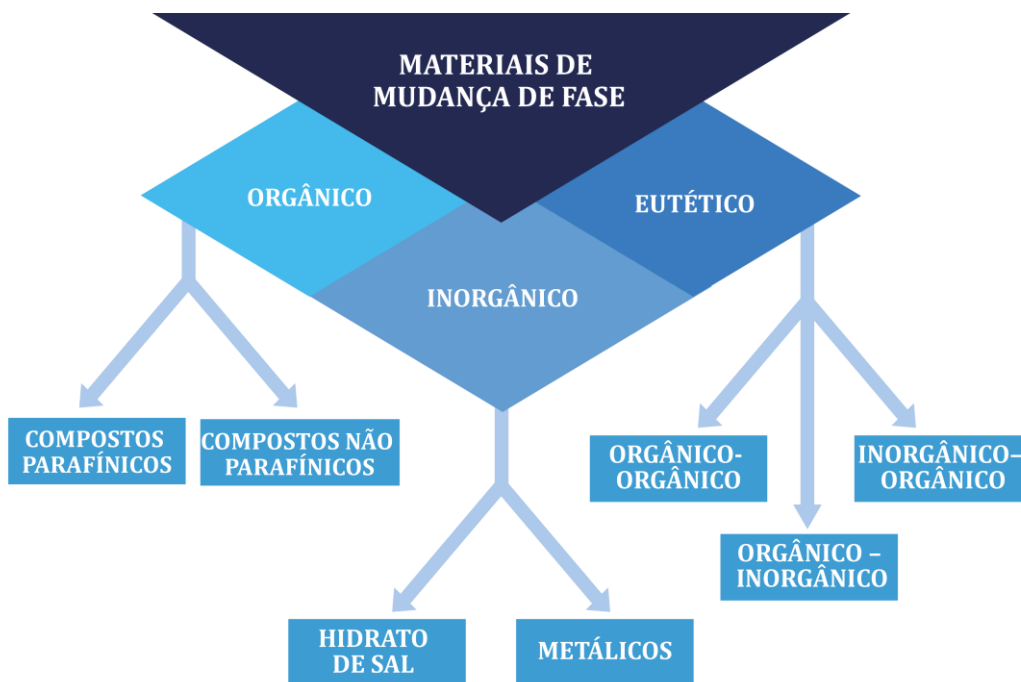 MATERIAIS DE
MUDANÇA DE FASE
ORGÂNICO
EUTÉTICO
INORGÂNICO
COMPOSTOS
PARAFÍNICOS
COMPOSTOS NÃO
PARAFÍNICOS
ORGÂNICO-
ORGÂNICO
INORGÂNICO–
ORGÂNICO
ORGÂNICO –
INORGÂNICO
HIDRATO
DE SAL
METÁLICOS